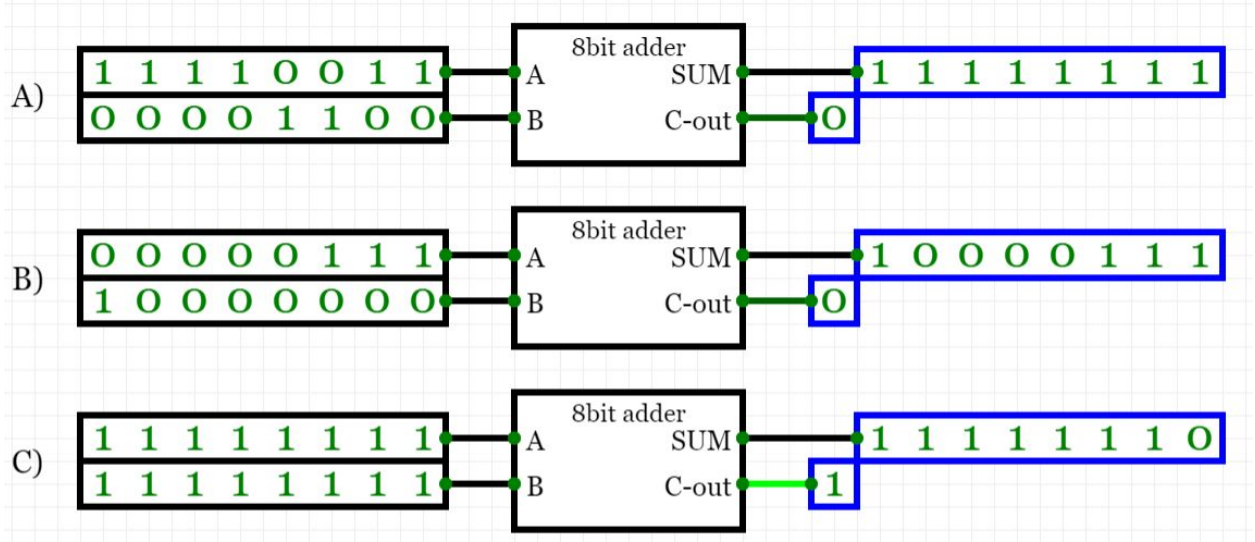 8bit adder
A)
1 1 1 1 0 0 1 1
A
SUM
1 1 1 1 1 1 1 1
0 0 0 0 1 1 0 0
B
C-out
0
8bit adder
B)
0 0 0 0 0 1 1 1
A
SUM
1 0 0 0 0 1 1 1
1 0 0 0 0 0 0 0
B
C-out
0
8bit adder
C)
1 1 1 1 1 1 1 1
A
SUM
1 1 1 1 1 1 1 0
1 1 1 1 1 1 1 1
B
C-out
1